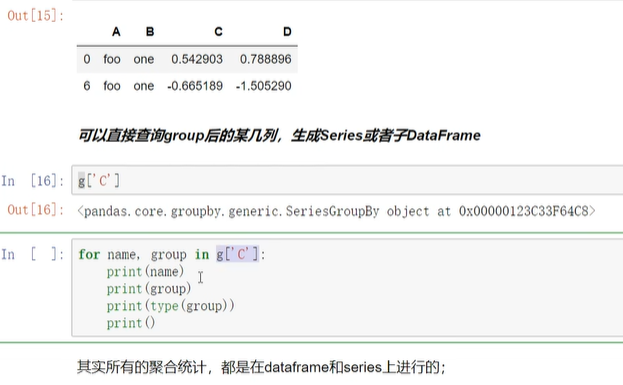 Out[15]:
A B C D
0 foo one 0.542903 0.788896
6 foo one -0.665189 -1.505290
可以直接查询group后的某几列，生成Series或者子DataFrame
In [16]: g['C']
Out[16]: <pandas.core.groupby.generic.SeriesGroupBy object at 0x00000123C33F64C8>
In [ ]: for name, group in g['C']:
print(name)
print(group)
print(type(group))
print()
其实所有的聚合统计，都是在dataframe和series上进行的；